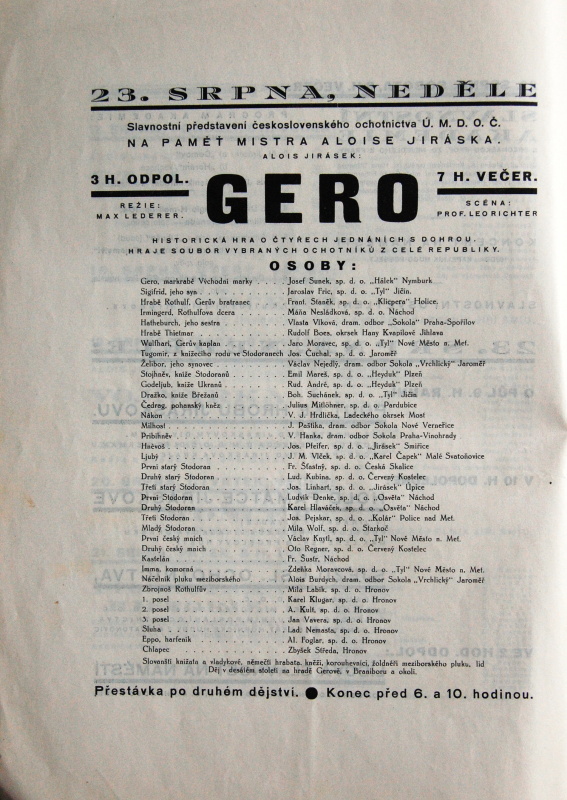 23. SRPNA, NEDĚLE
Slavnostní představení československého ochotnictva Ú. M. D. O. Č.
NA PAMĚŤ MISTRA ALOISE JIRÁSKA.
ALOIS JIRÁSEK:
3 H. ODPOL. GERO 7 H. VEČER.
REŽIE: SCÉNA:
MAX LEDERER. PROF. LEO RICHTER
HISTORICKÁ HRA O ČTYŘECH JEDNÁNÍCH S DOHROU.
HRAJE SOUBOR VYBRANÝCH OCHOTNÍKŮ Z CELÉ REPUBLIKY.
OSOBY:
Gero, markrabě Východní marky . . . . Josef Sunek, sp. d. o. „Hálek" Nymburk
Sigifrid, jeho syn . . . . Jaroslav Fric, sp. d. o. „Tyl" Jičín.
Hrabě Rothulf, Gerův bratranec . . . . Frant. Staněk, sp. d. o. „Klicpera" Holice.
Irmingerd, Rothulfova dcera . . . . Máňa Nesládková, sp. d. o. Náchod
Hatheburch, jeho sestra . . . . Vlasta Vlková, dram. odbor „Sokola" Praha-Spořilov
Hrabě Thietmar . . . . Rudolf Boes, okrsek Hany Kvapilové Jihlava
Walfhari, Gerův kaplan . . . . Jaro Moravec, sp. d. o. „Tyl" Nové Město n. Met.
Tugomir, z knížecího rodu ve Stodoranech Jos. Čuchal, sp. d. o. Jaroměř
Želibor, jeho synovec . . . . Václav Nejedlý, dram. odbor Sokola „Vrchlický" Jaroměř
Stojhněv, kníže Stodoranů . . . . Emil Mareš, sp. d. o. „Heyduk" Plzeň
Godeljub, kníže Ukranů . . . . Rud. André, sp. d. o. „Heyduk" Plzeň
Dražko, kníže Břežanů . . . . Boh. Suchánek, sp. d. o. „Tyl" Jičín
Čedrag, pohanský kněz . . . . Julius Mitlöhner, sp. d. o. Pardubice
Nákon . . . . V. J. Hrdlička, Ladeckého okrsek Most
Milhost . . . . J. Paštika, dram. odbor Sokola Nové Verneřice
Pribihněv . . . . V. Hanka, dram. odbor Sokola Praha-Vinohrady
Hněvoš . . . . Jos. Pfeifer, sp. d. o. „Jirásek" Smiřice
Ljubý . . . . J. M. Vlček, sp. d. o. „Karel Čapek" Malé Svatoňovice
První starý Stodoran . . . . Fr. Šťastný, sp. d. o. Česká Skalice
Druhý starý Stodoran . . . . Lud. Kubina, sp. d. o. Červený Kostelec
Třetí starý Stodoran . . . . Jos. Linhart, sp. d. o. „Jirásek" Úpice
První Stodoran . . . . Ludvík Denke, sp. d. o. „Osvěta" Náchod
Druhý Stodoran . . . . Karel Hlaváček, sp. d. o. „Osvěta" Náchod
Třetí Stodoran . . . . Jos. Pejskar, sp. d. o. „Kolár" Police nad Met.
Mladý Stodoran . . . . Míla Wolf, sp. d. o. Starkoč
První český mnich . . . . Václav Knytl, sp. d. o. „Tyl" Nové Město n. Met.
Druhý český mnich . . . . Oto Regner, sp. d. o. Červený Kostelec
Kastelán . . . . Fr. Šustr, Náchod
Imma, komorná . . . . Zdeňka Moravcová, sp. d. o. „Tyl" Nové Město n. Met.
Náčelník pluku meziborského . . . . Alois Burdych, dram. odbor Sokola „Vrchlický" Jaroměř
Zbrojnoš Rothulfův . . . . Míla Labík, sp. d. o. Hronov
1. posel . . . . Karel Klugar, sp. d. o. Hronov
2. posel . . . . A. Kult, sp. d. o. Hronov
3. posel . . . . Jan Vavera, sp. d. o. Hronov
Sluha . . . . Lad. Nemasta, sp. d. o. Hronov
Eppo, harfeník . . . . Al. Foglar, sp. d. o. Hronov
Chlapec . . . . Zbyšek Středa, Hronov
Slovanští knížata a vladykové, němečtí hrabata, kněží, korouhevníci, žoldnéři meziborského pluku, lid
Děj v desátém století na hradě Gerově, v Braniboru a okolí.
Přestávka po druhém dějství. ● Konec před 6. a 10. hodinou.